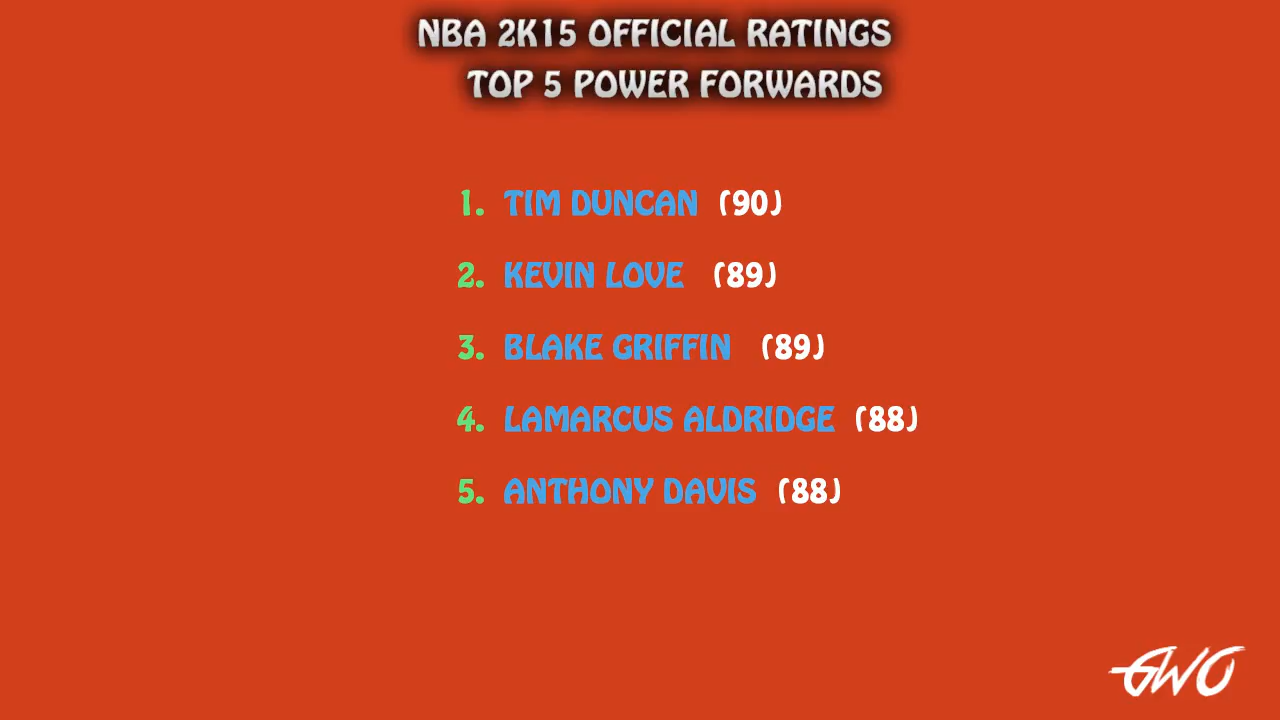 NBA 2K15 OFFICIAL RATINGS
TOP 5 POWER FORWARDS
1. TIM DUNCAN (90)
2. KEVIN LOVE (89)
3. BLAKE GRIFFIN (89)
4. LAMARCUS ALDRIDGE (88)
5. ANTHONY DAVIS (88)
GWO